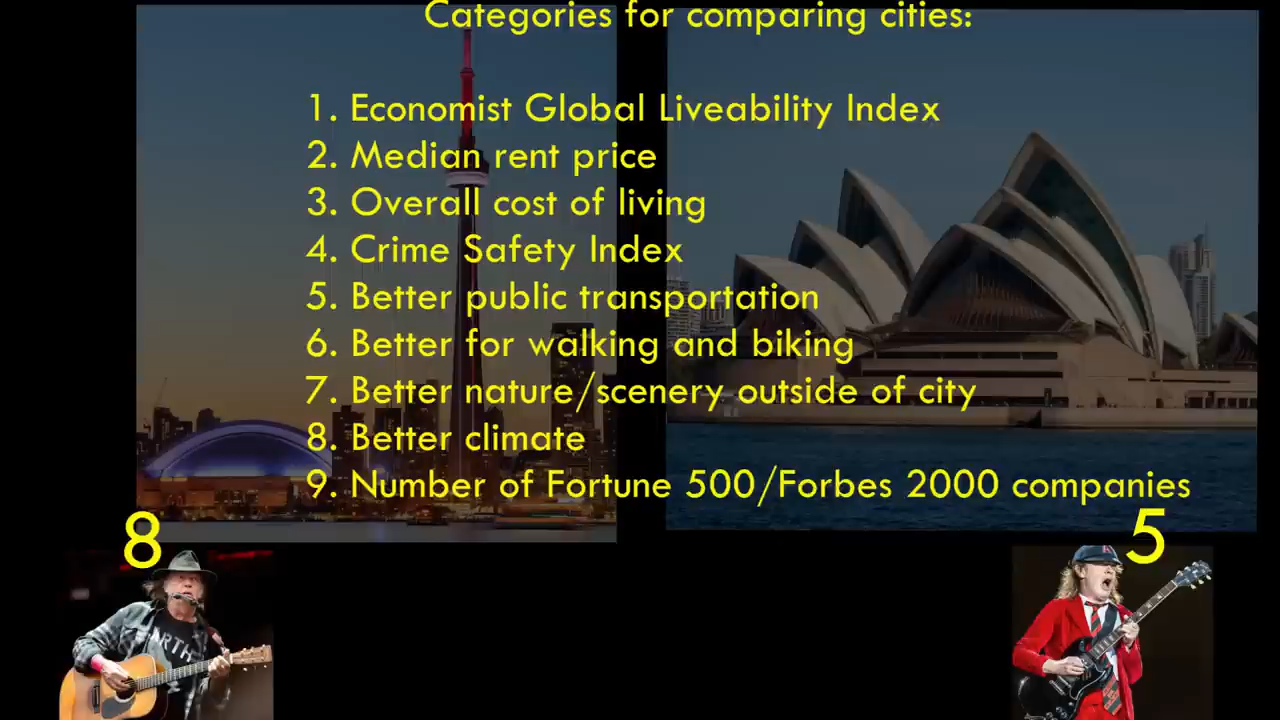 Categories for comparing cities:
1. Economist Global Liveability Index
2. Median rent price
3. Overall cost of living
4. Crime Safety Index
5. Better public transportation
6. Better for walking and biking
7. Better nature/scenery outside of city
8. Better climate
9. Number of Fortune 500/Forbes 2000 companies
8
5
EARTH
A